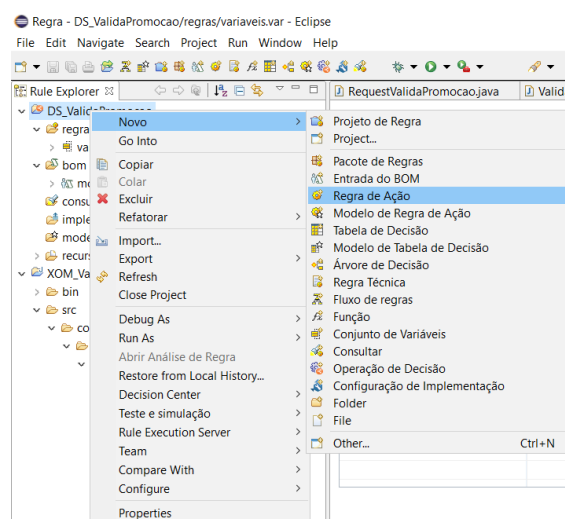 Regra - DS_ValidaPromocao/regras/variaveis.var - Eclipse
File Edit Navigate Search Project Run Window Help
Rule Explorer
RequestValidaPromocao.java
Valid
DS_ValidaPromocao
regra
va
bom
mo
consu
imple
mode
recurs
XOM_Va
bin
src
co
Novo
Go Into
Copiar
Colar
Excluir
Refatorar
Import...
Export
Refresh
Close Project
Debug As
Run As
Abrir Análise de Regra
Restore from Local History...
Decision Center
Teste e simulação
Rule Execution Server
Team
Compare With
Configure
Properties
Projeto de Regra
Project...
Pacote de Regras
Entrada do BOM
Regra de Ação
Modelo de Regra de Ação
Tabela de Decisão
Modelo de Tabela de Decisão
Árvore de Decisão
Regra Técnica
Fluxo de regras
Função
Conjunto de Variáveis
Consultar
Operação de Decisão
Configuração de Implementação
Folder
File
Other... Ctrl+N